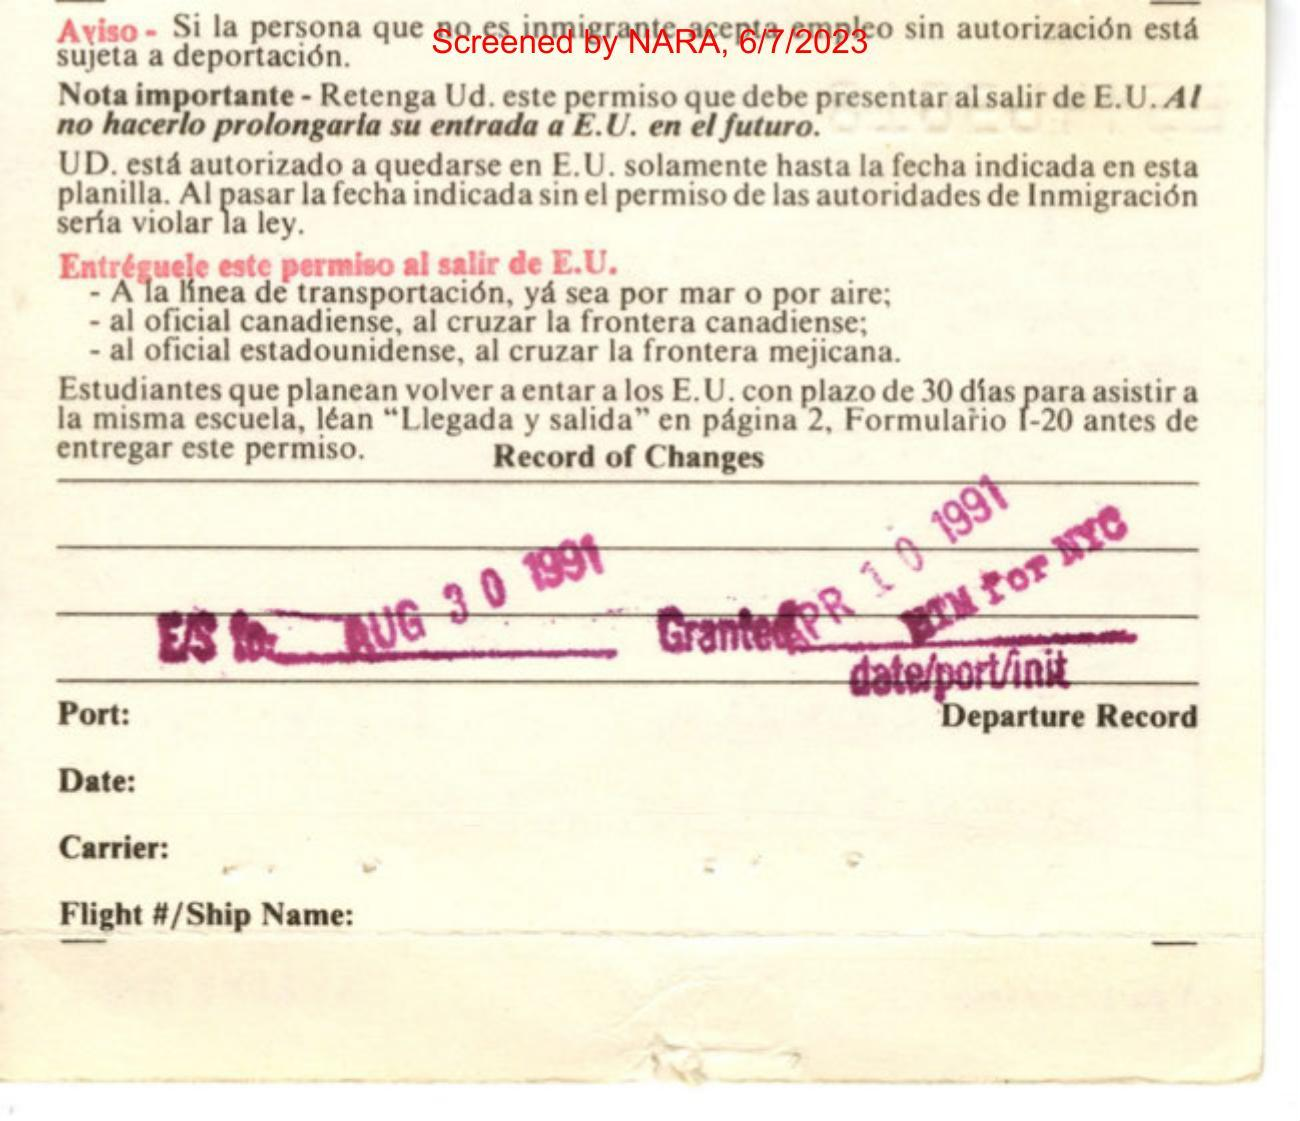 Screened by NARA, 6/7/2023
Aviso - Si la persona que no es inmigrante acepta empleo sin autorización está
sujeta a deportación.
Nota importante - Retenga Ud. este permiso que debe presentar al salir de E.U. Al
no hacerlo prolongaría su entrada a E.U. en el futuro.
UD. está autorizado a quedarse en E.U. solamente hasta la fecha indicada en esta
planilla. Al pasar la fecha indicada sin el permiso de las autoridades de Inmigración
sería violar la ley.
Entréguele este permiso al salir de E.U.
- A la línea de transportación, yá sea por mar o por aire;
- al oficial canadiense, al cruzar la frontera canadiense;
- al oficial estadounidense, al cruzar la frontera mejicana.
Estudiantes que planean volver a entar a los E.U. con plazo de 30 días para asistir a
la misma escuela, léan “Llegada y salida” en página 2, Formulario I-20 antes de
entregar este permiso.
Record of Changes
E/S to: AUG 30 1991 Granted APR 10 1991
for NYC
date/port/init
Port: Departure Record
Date:
Carrier:
Flight #/Ship Name: